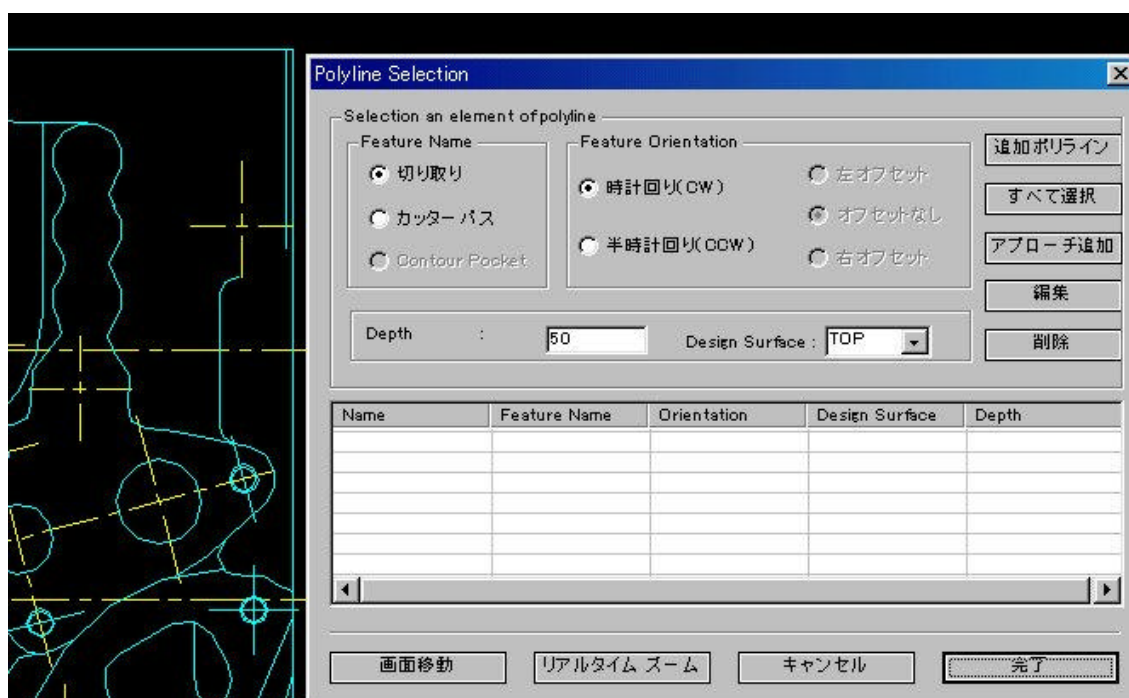 Polyline Selection
Selection an element of polyline
Feature Name
切り取り
カッター パス
Contour Pocket
Feature Orientation
時計回り(CW)
半時計回り(CCW)
左オフセット
オフセットなし
右オフセット
追加ポリライン
すべて選択
アプローチ追加
編集
削除
Depth : 50 Design Surface : TOP
Name Feature Name Orientation Design Surface Depth
画面移動 リアルタイム ズーム キャンセル 完了